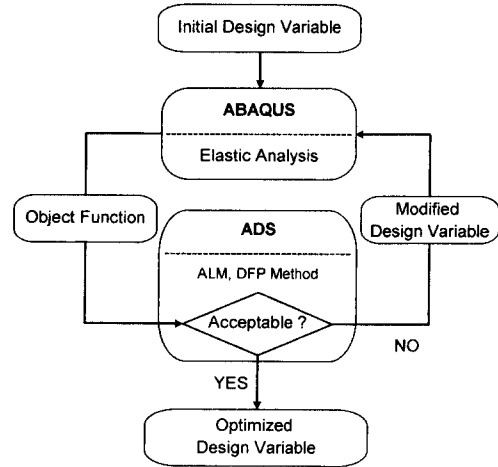 Initial Design Variable
ABAQUS
Elastic Analysis
Object Function
Modified
Design Variable
ADS
ALM, DFP Method
Acceptable ?
NO
YES
Optimized
Design Variable